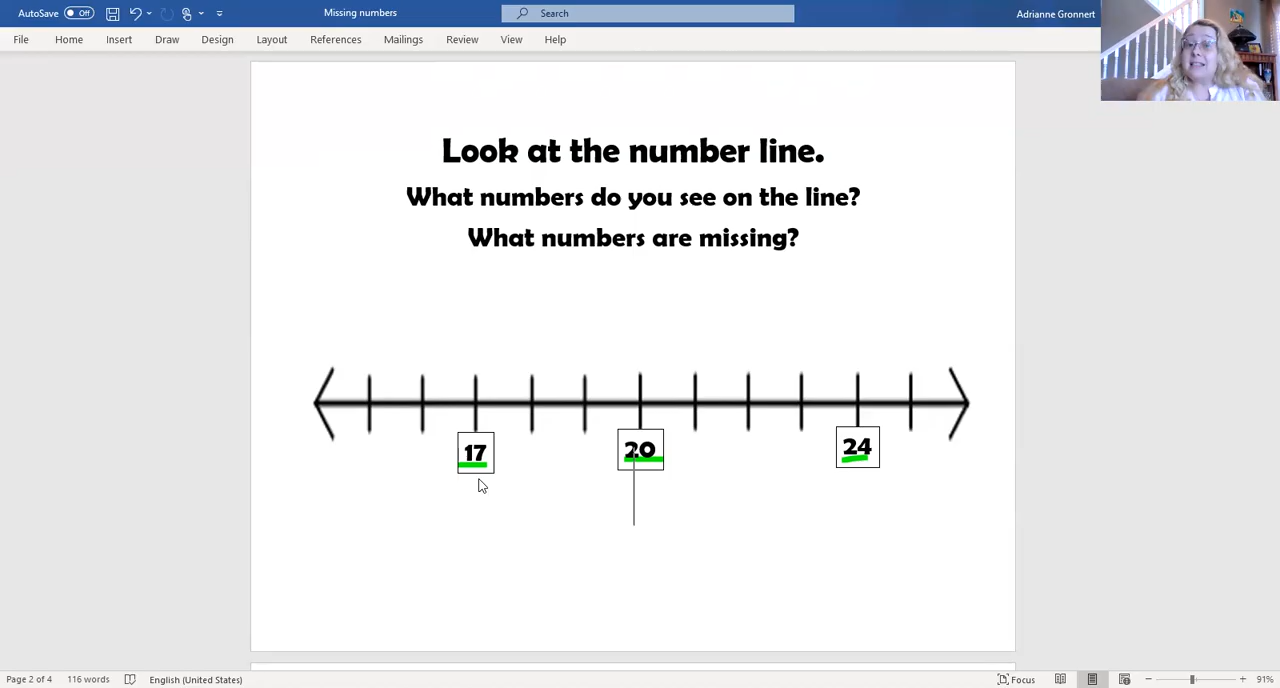 AutoSave Off Missing numbers Search Adrianne Gronnert
File Home Insert Draw Design Layout References Mailings Review View Help
Look at the number line.
What numbers do you see on the line?
What numbers are missing?
17 20 24
Page 2 of 4 116 words English (United States) Focus 91%